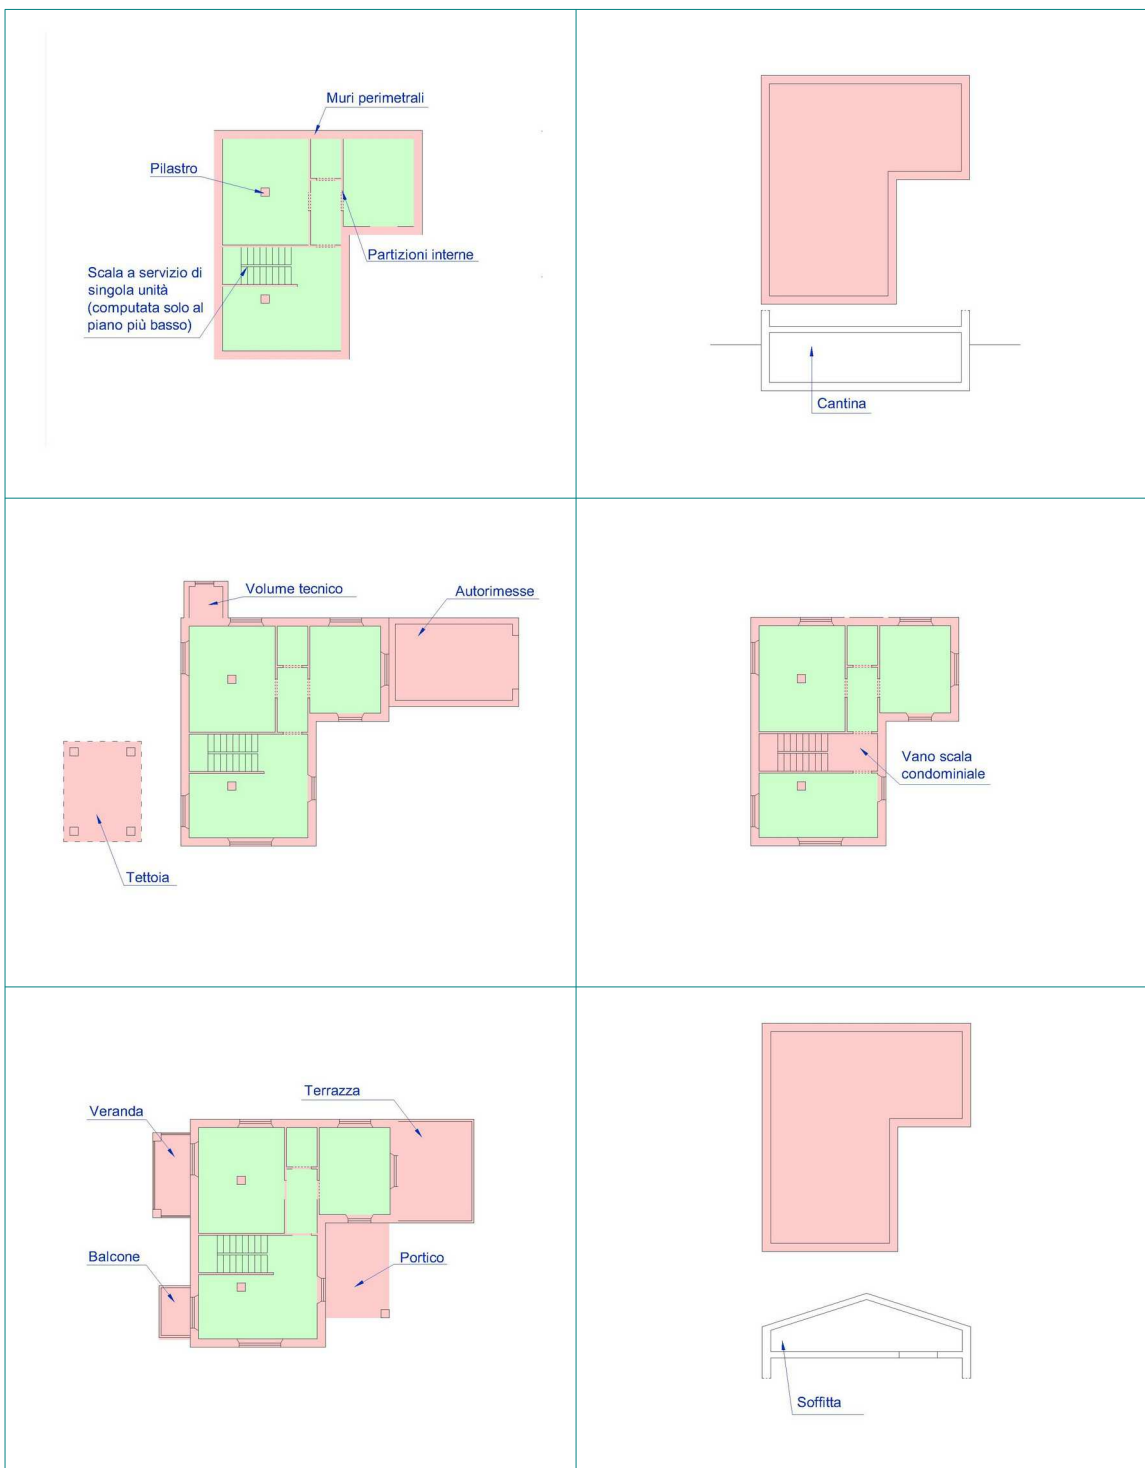 Muri perimetrali
Pilastro
Partizioni interne
Scala a servizio di
singola unità
(computata solo al
piano più basso)
Cantina
Volume tecnico
Autorimesse
Tettoia
Vano scala
condominiale
Terrazza
Veranda
Balcone
Portico
Soffitta